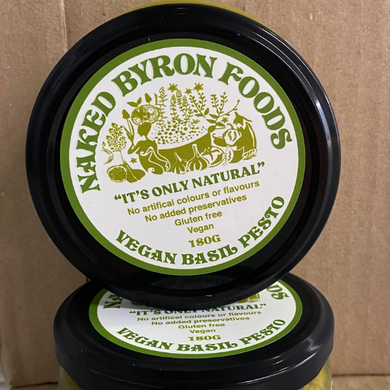 NAKED BYRON FOODS
"IT'S ONLY NATURAL"
No artifical colours or flavours
No added preservatives
Gluten free
Vegan
180G
VEGAN BASIL PESTO
NAKED FOODS
"IT'S ONLY NATURAL"
No artifical colours or flavours
No added preservatives
Gluten free
Vegan
180G
VEGAN BASIL PESTO